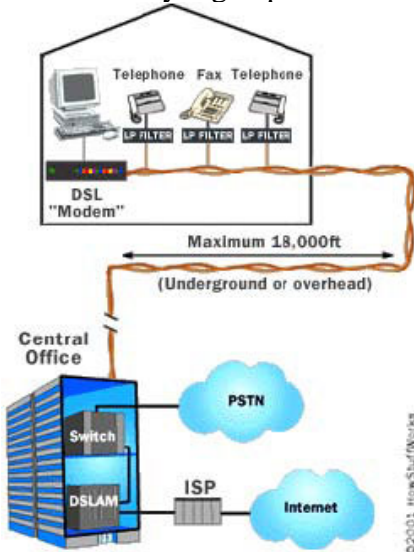 Telephone Fax Telephone
LP FILTER LP FILTER LP FILTER
DSL
"Modem"
Maximum 18,000ft
(Underground or overhead)
Central
Office
PSTN
Switch
DSLAM
ISP
Internet
©2001 HowStuffWorks